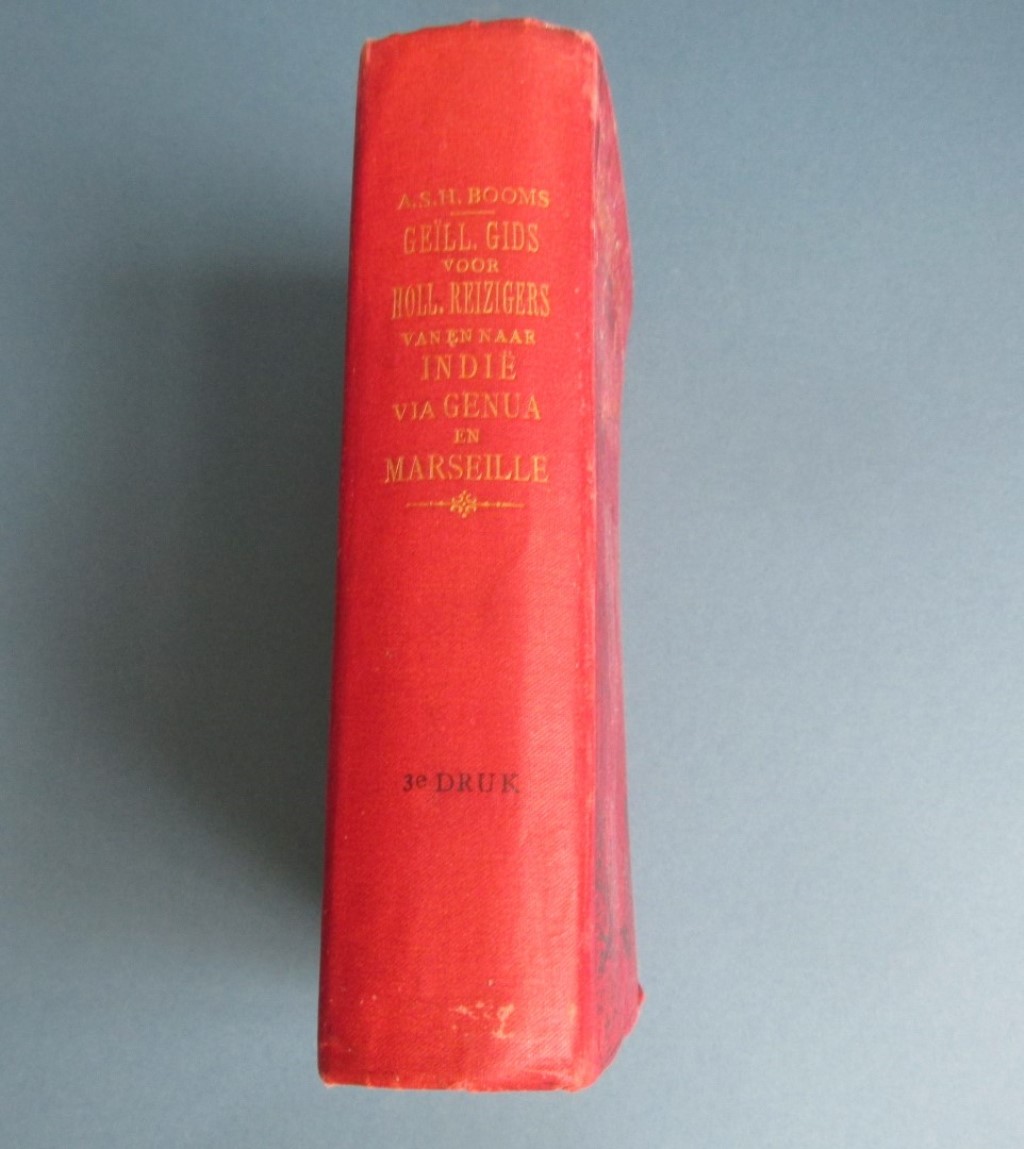 A.S.H. BOOMS
GEÏLL. GIDS
VOOR
HOLL. REIZIGERS
VAN EN NAAR
INDIË
VIA GENUA
EN
MARSEILLE
3e DRUK